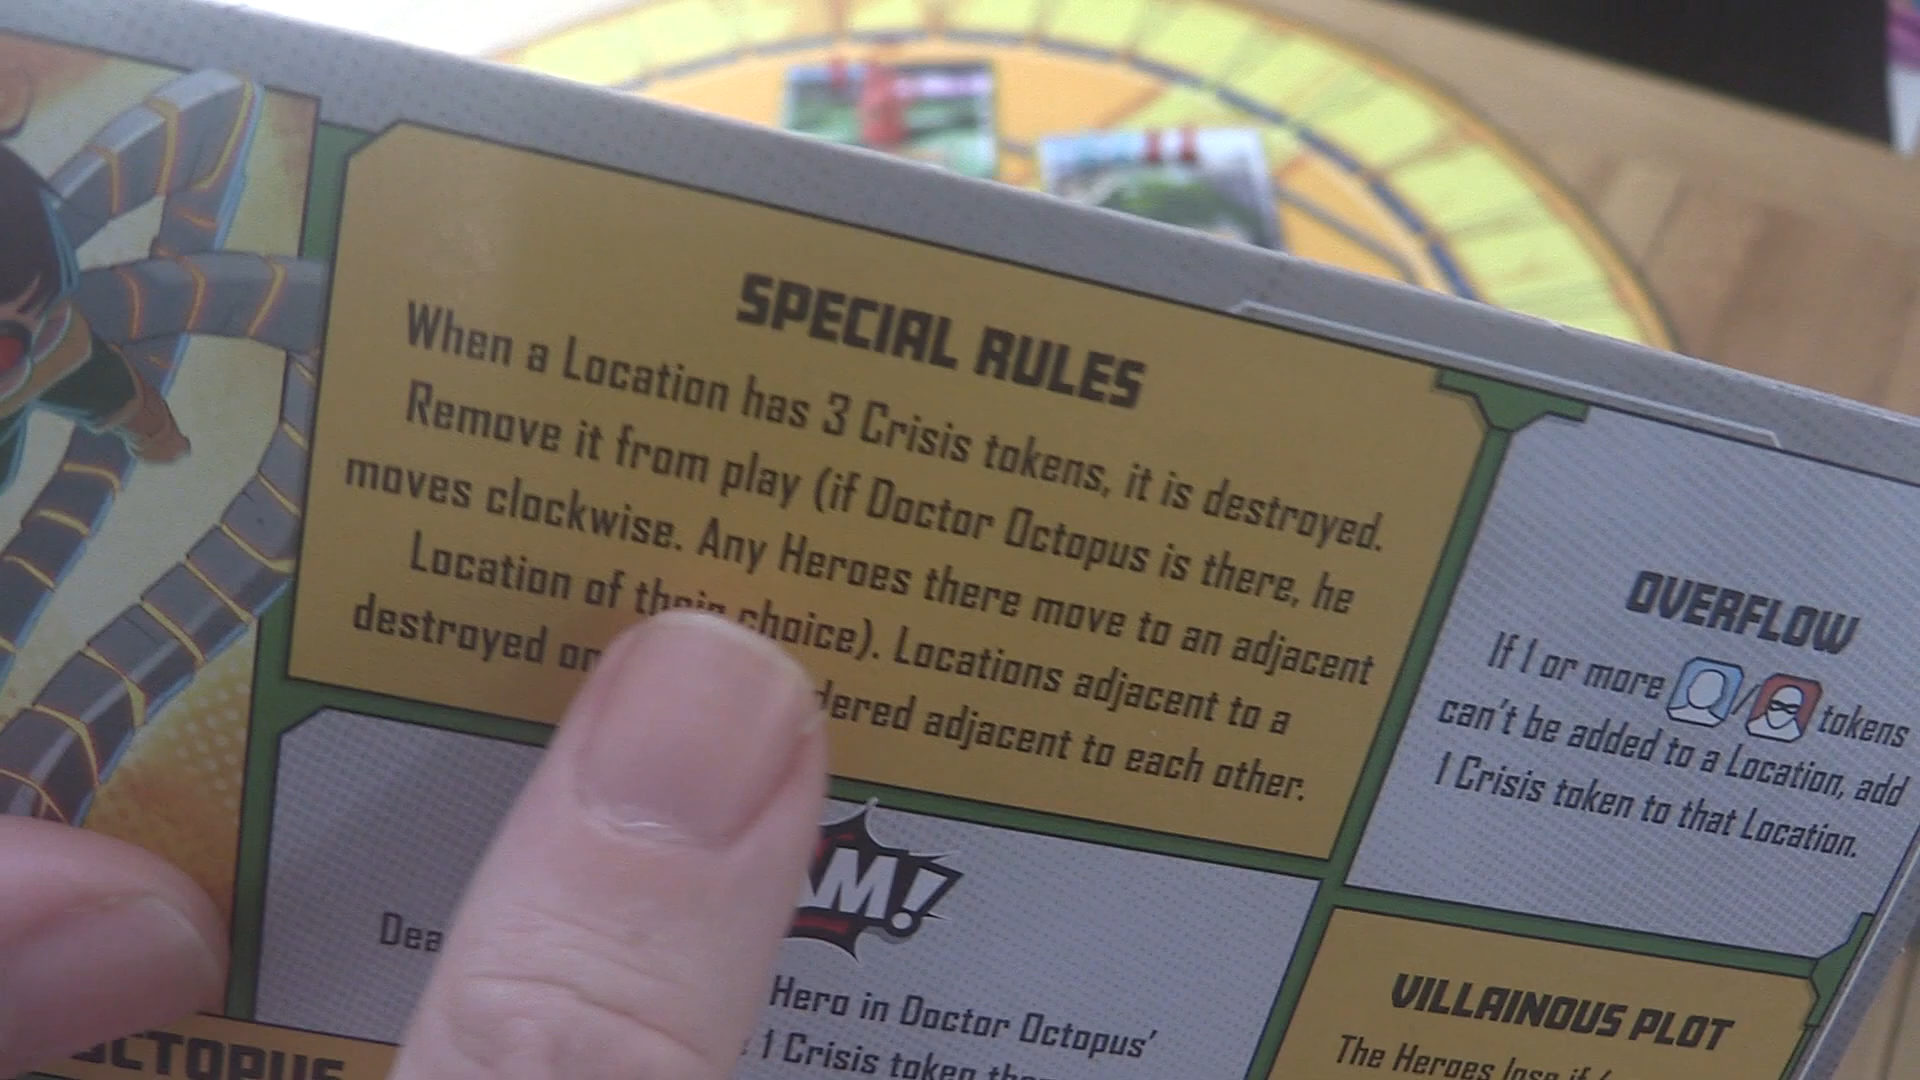 SPECIAL RULES
When a Location has 3 Crisis tokens, it is destroyed.
Remove it from play (if Doctor Octopus is there, he
moves clockwise. Any Heroes there move to an adjacent
Location of their choice). Locations adjacent to a
destroyed dered adjacent to each other.
OVERFLOW
If 1 or more / tokens
can't be added to a Location, add
1 Crisis token to that Location.
AM!
Hero in Doctor Octopus'
1 Crisis token
VILLAINOUS PLOT
The Heroes lose if
OCTOPUS